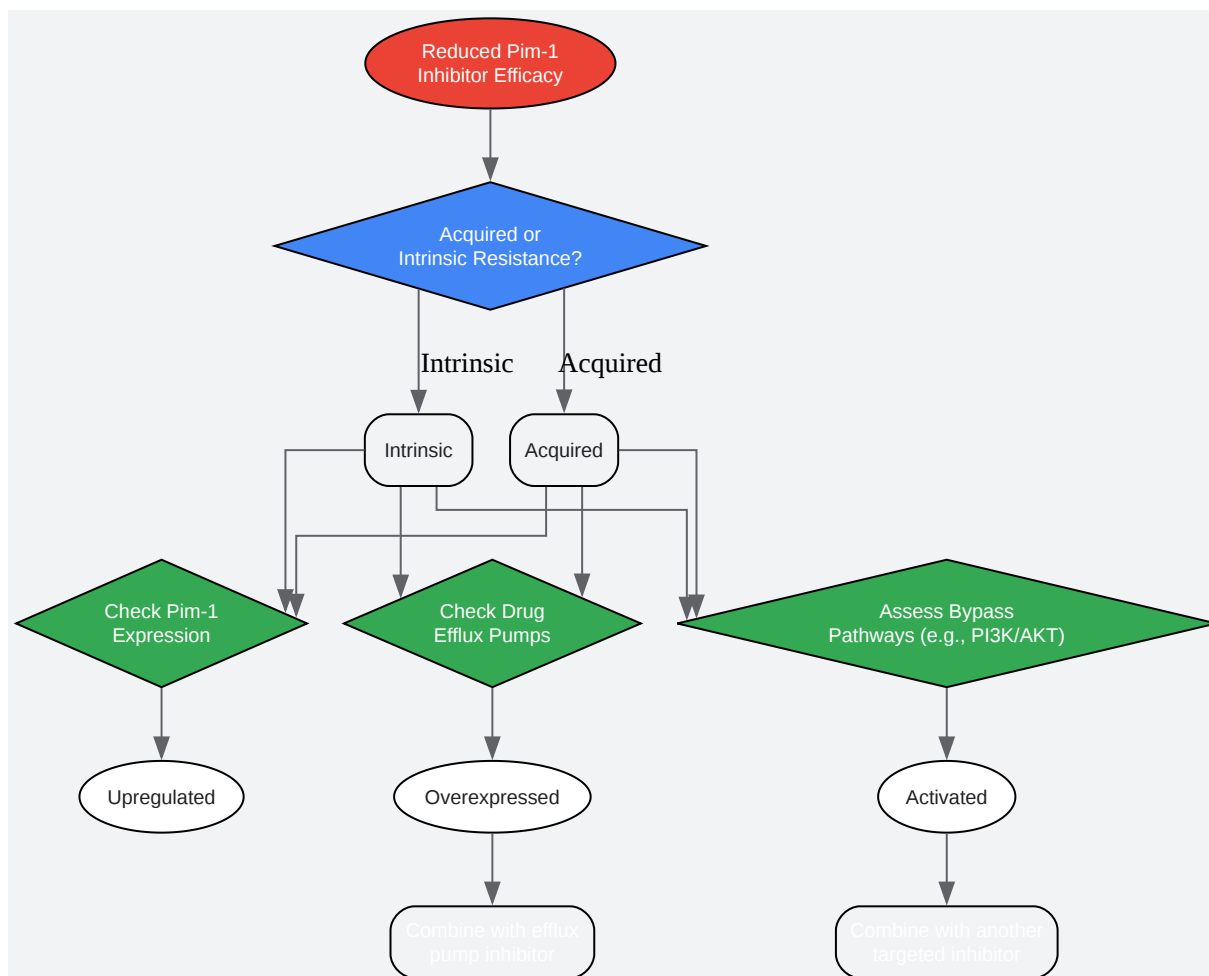 Reduced Pim-1
Inhibitor Efficacy
Acquired or
Intrinsic Resistance?
Intrinsic
Acquired
Intrinsic
Acquired
Check Pim-1
Expression
Check Drug
Efflux Pumps
Assess Bypass
Pathways (e.g., PI3K/AKT)
Upregulated
Overexpressed
Activated
Combine with efflux
pump inhibitor
Combine with another
targeted inhibitor